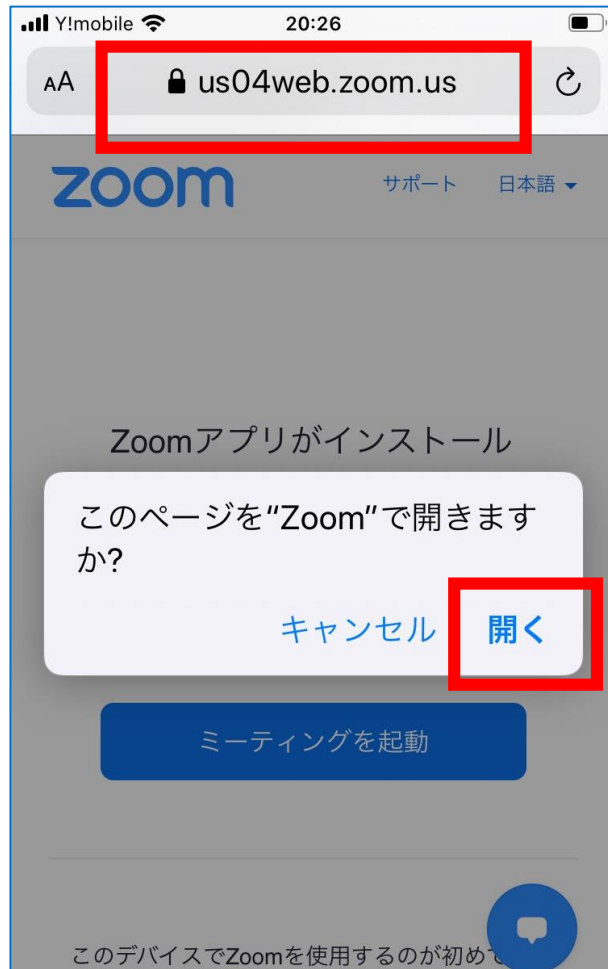 Y!mobile 20:26
AA us04web.zoom.us
zoom サポート 日本語
Zoomアプリがインストール
このページを"Zoom"で開きます
か?
キャンセル 開く
ミーティングを起動
このデバイスでZoomを使用するのが初めて